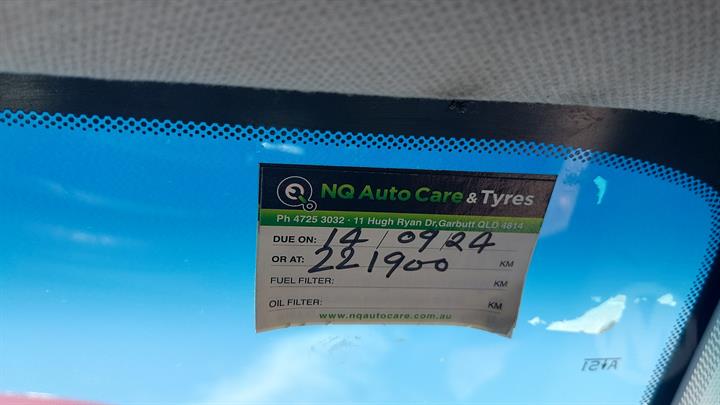 NQ Auto Care & Tyres
Ph 4725 3032 · 11 Hugh Ryan Dr,Garbutt QLD 4814
DUE ON: 14/09/24
OR AT: 221900 KM
FUEL FILTER: KM
OIL FILTER: KM
www.nqautocare.com.au